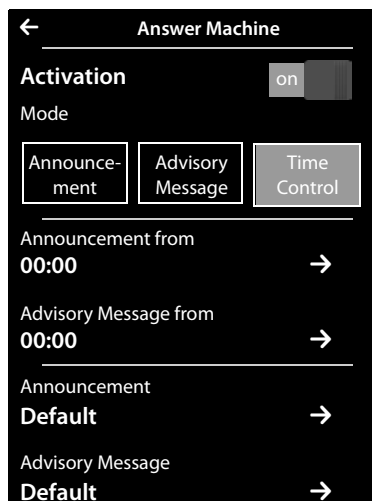 Answer Machine
Activation
on
Mode
Announce-
ment
Advisory
Message
Time
Control
Announcement from
00:00
Advisory Message from
00:00
Announcement
Default
Advisory Message
Default